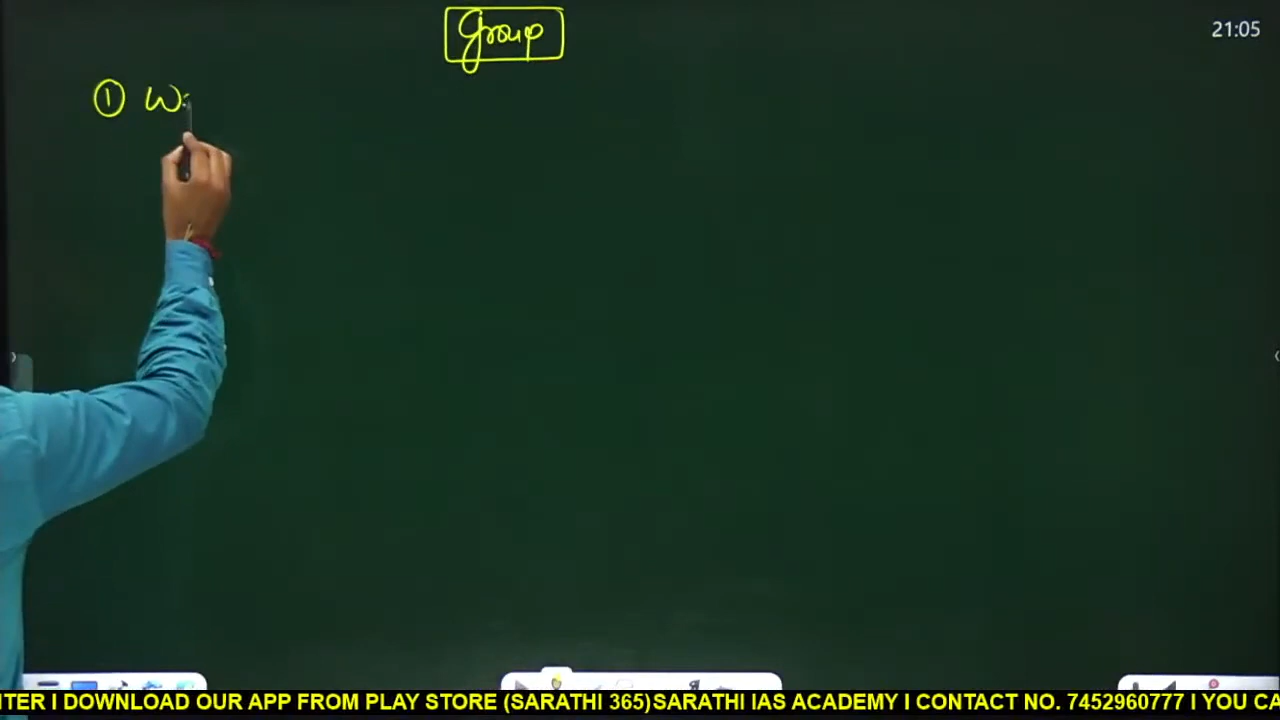 Group
21:05
① W
NTER I DOWNLOAD OUR APP FROM PLAY STORE (SARATHI 365)SARATHI IAS ACADEMY I CONTACT NO. 7452960777 I YOU CA